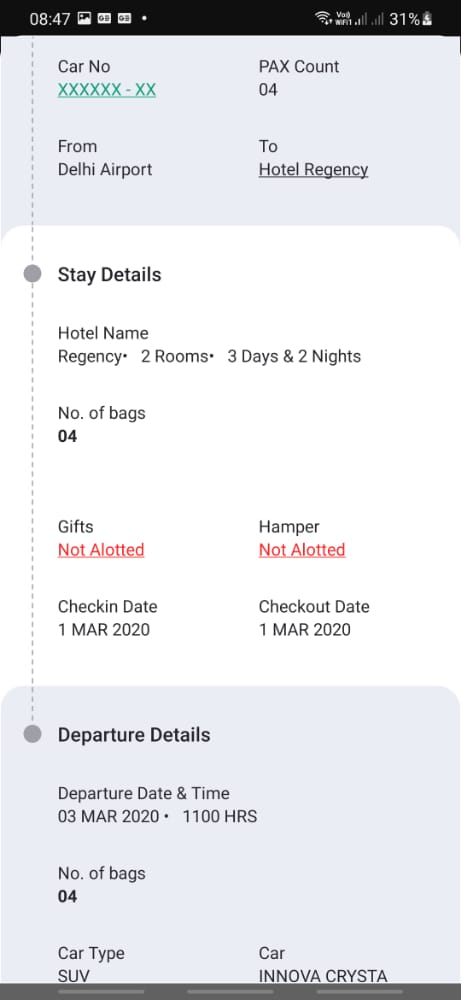 08:47 31%
Car No PAX Count
XXXXXX - XX 04
From To
Delhi Airport Hotel Regency
Stay Details
Hotel Name
Regency• 2 Rooms• 3 Days & 2 Nights
No. of bags
04
Gifts Hamper
Not Alotted Not Alotted
Checkin Date Checkout Date
1 MAR 2020 1 MAR 2020
Departure Details
Departure Date & Time
03 MAR 2020 • 1100 HRS
No. of bags
04
Car Type Car
SUV INNOVA CRYSTA